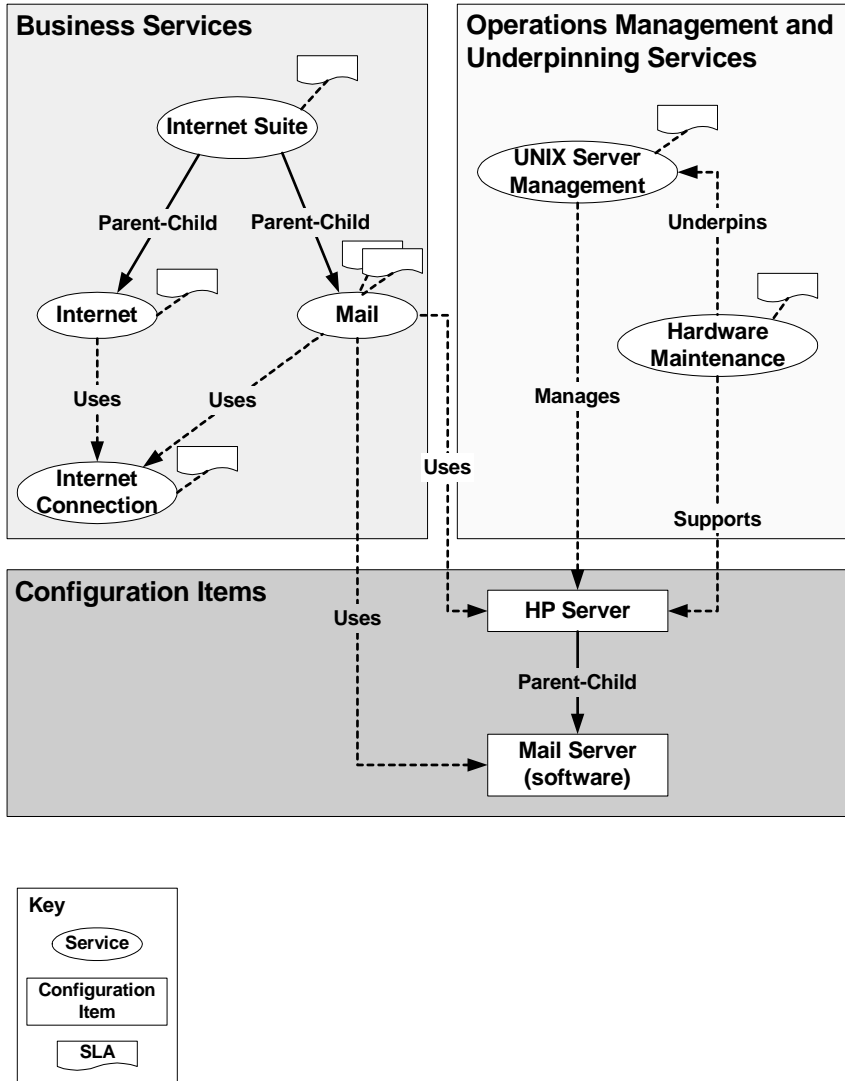 Business Services
Operations Management and
Underpinning Services
Internet Suite
UNIX Server
Management
Parent-Child
Parent-Child
Underpins
Internet
Mail
Hardware
Maintenance
Uses
Uses
Manages
Internet
Connection
Uses
Supports
Configuration Items
Uses
HP Server
Parent-Child
Mail Server
(software)
Key
Service
Configuration
Item
SLA